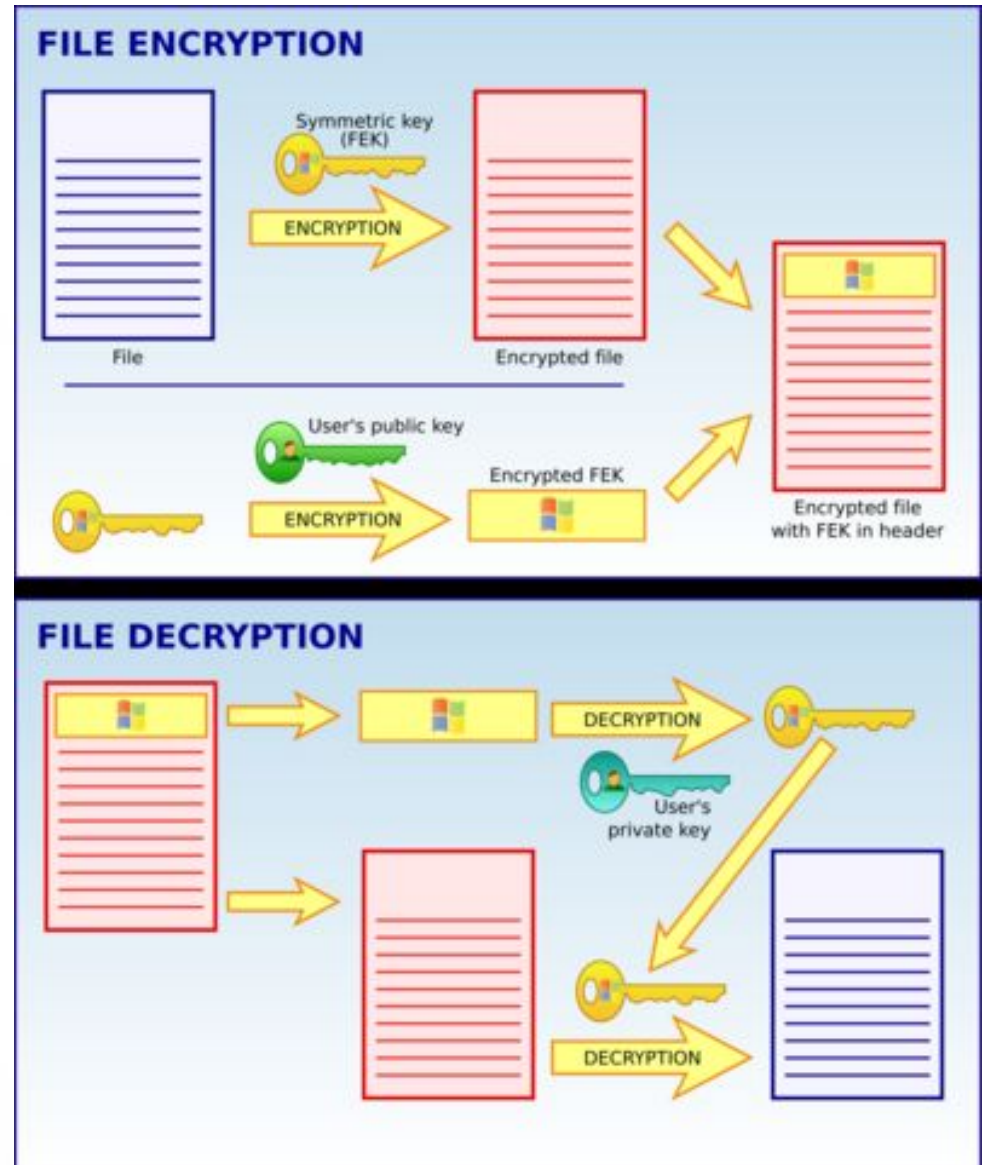 FILE ENCRYPTION
Symmetric key
(FEK)
ENCRYPTION
File
Encrypted file
User's public key
Encrypted FEK
ENCRYPTION
Encrypted file
with FEK in header
FILE DECRYPTION
DECRYPTION
User's
private key
DECRYPTION